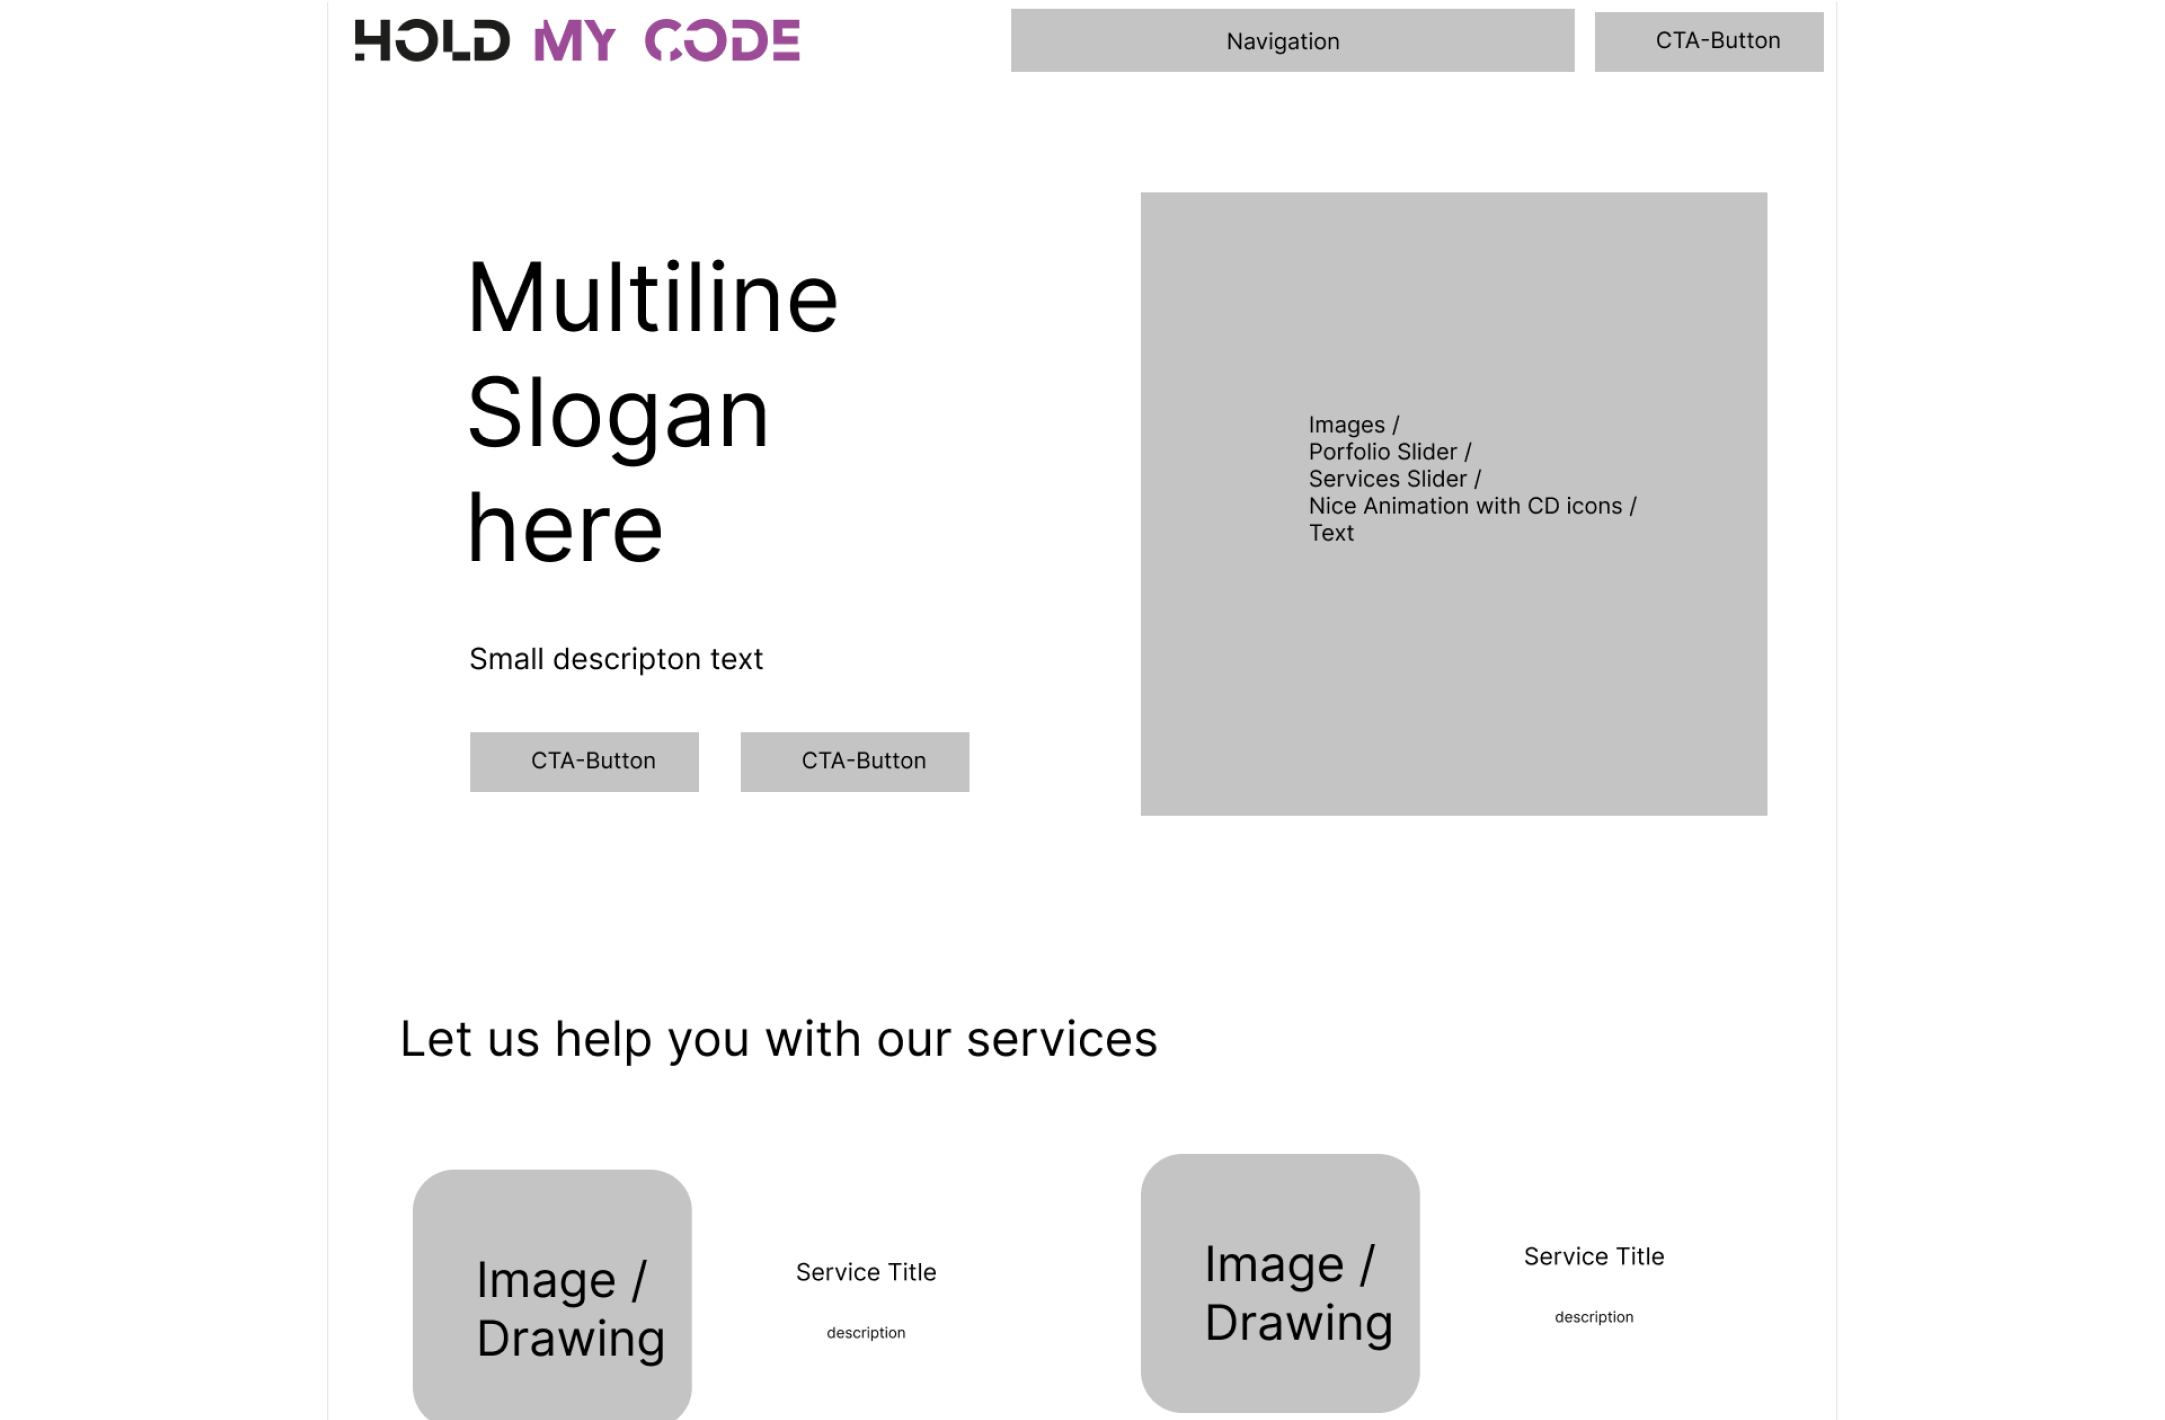 HOLD MY CODE
Navigation
CTA-Button
Multiline
Slogan
here
Small descripton text
CTA-Button
CTA-Button
Images /
Porfolio Slider /
Services Slider /
Nice Animation with CD icons /
Text
Let us help you with our services
Image /
Drawing
Service Title
description
Image /
Drawing
Service Title
description